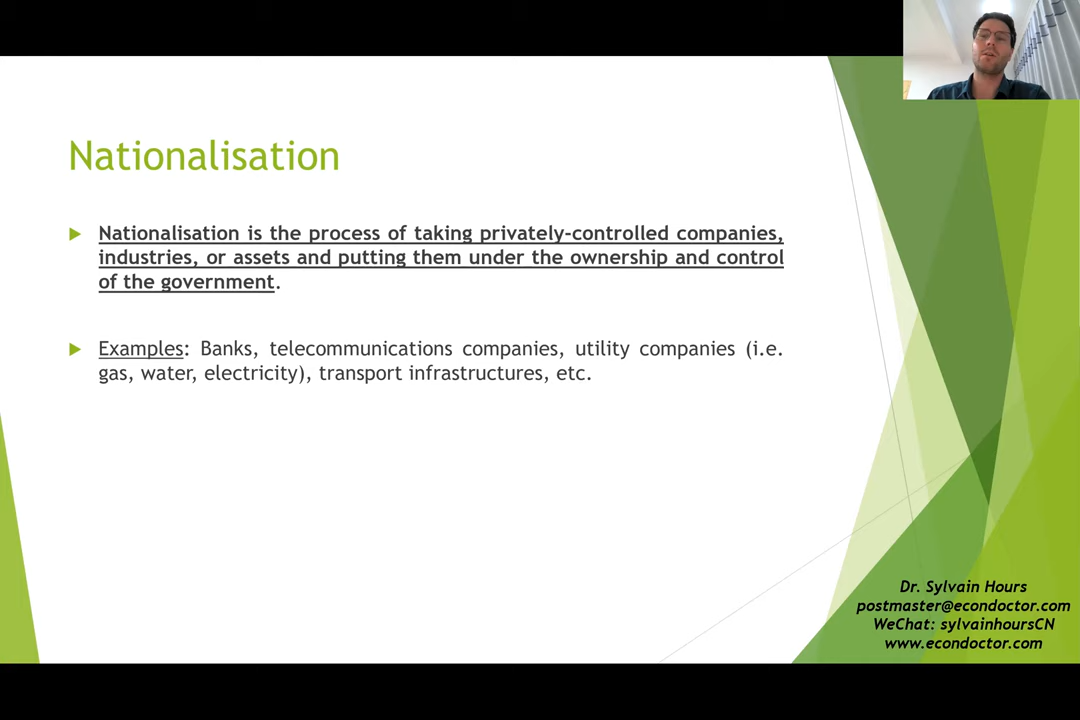 Nationalisation
Nationalisation is the process of taking privately-controlled companies,
industries, or assets and putting them under the ownership and control
of the government.
Examples: Banks, telecommunications companies, utility companies (i.e.
gas, water, electricity), transport infrastructures, etc.
Dr. Sylvain Hours
postmaster@econdoctor.com
WeChat: sylvainhoursCN
www.econdoctor.com